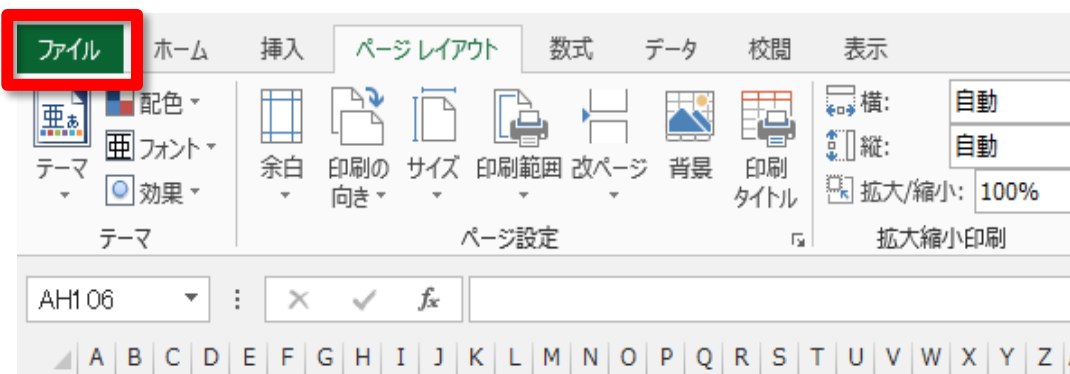 ファイル ホーム 挿入 ページ レイアウト 数式 データ 校閲 表示
亜ぁ 配色 横: 自動
亜 フォント 縦: 自動
テーマ 効果 余白 印刷の向き サイズ 印刷範囲 改ページ 背景 印刷タイトル 拡大/縮小: 100%
テーマ ページ設定 拡大縮小印刷
AH106 fx
A B C D E F G H I J K L M N O P Q R S T U V W X Y Z